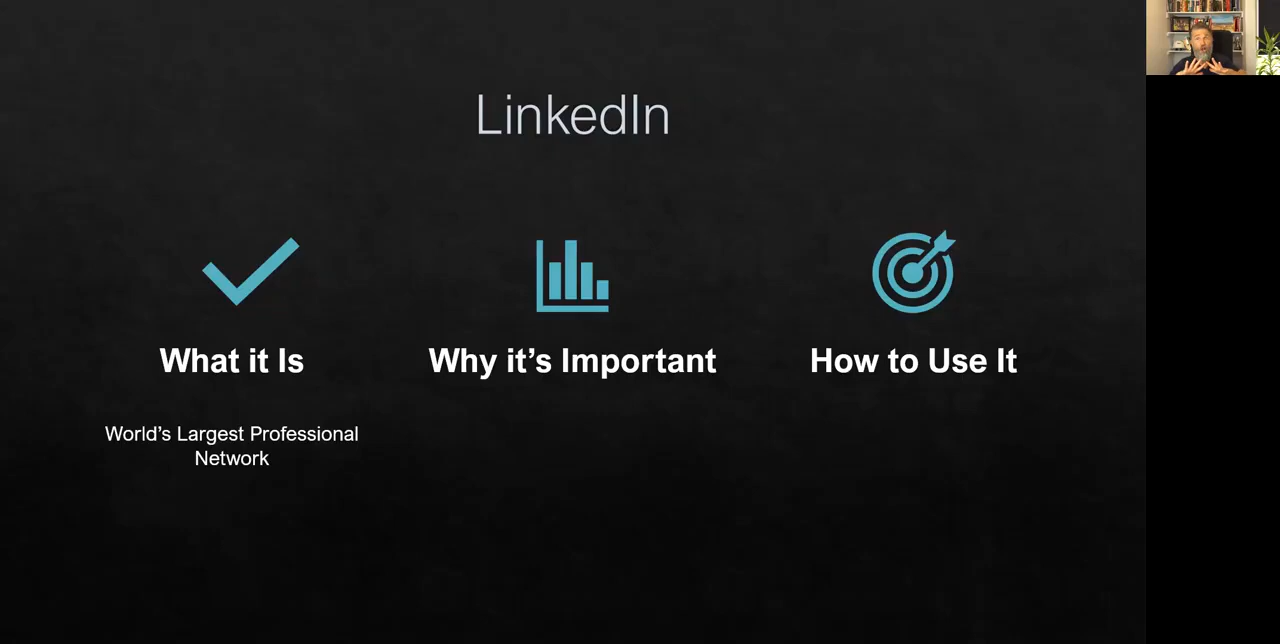 LinkedIn
What it Is
Why it’s Important
How to Use It
World’s Largest Professional
Network